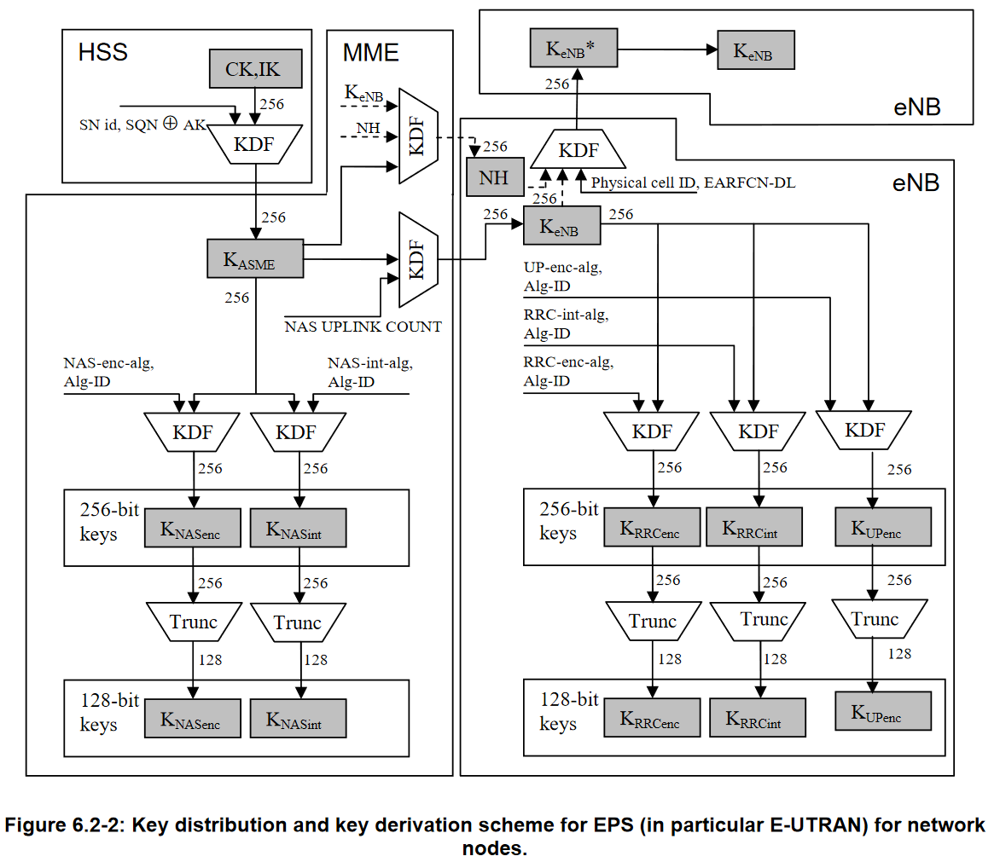 HSS
CK,IK
256
SN id, SQN ⊕ AK
KDF
256
MME
KeNB
NH
KDF
256
NH
KASME
256
KDF
NAS UPLINK COUNT
256
KeNB* 
256
KeNB
eNB
KDF
Physical cell ID, EARFCN-DL
eNB
256
KeNB
256
UP-enc-alg,
Alg-ID
RRC-int-alg,
Alg-ID
RRC-enc-alg,
Alg-ID
NAS-enc-alg,
Alg-ID
NAS-int-alg,
Alg-ID
KDF
KDF
256
256
256-bit
keys
KNASenc
KNASint
256
256
Trunc
Trunc
128
128
128-bit
keys
KNASenc
KNASint
KDF
KDF
KDF
256
256
256
256-bit
keys
KRRCenc
KRRCint
KUPenc
256
256
256
Trunc
Trunc
Trunc
128
128
128
128-bit
keys
KRRCenc
KRRCint
KUPenc
Figure 6.2-2: Key distribution and key derivation scheme for EPS (in particular E-UTRAN) for network
nodes.